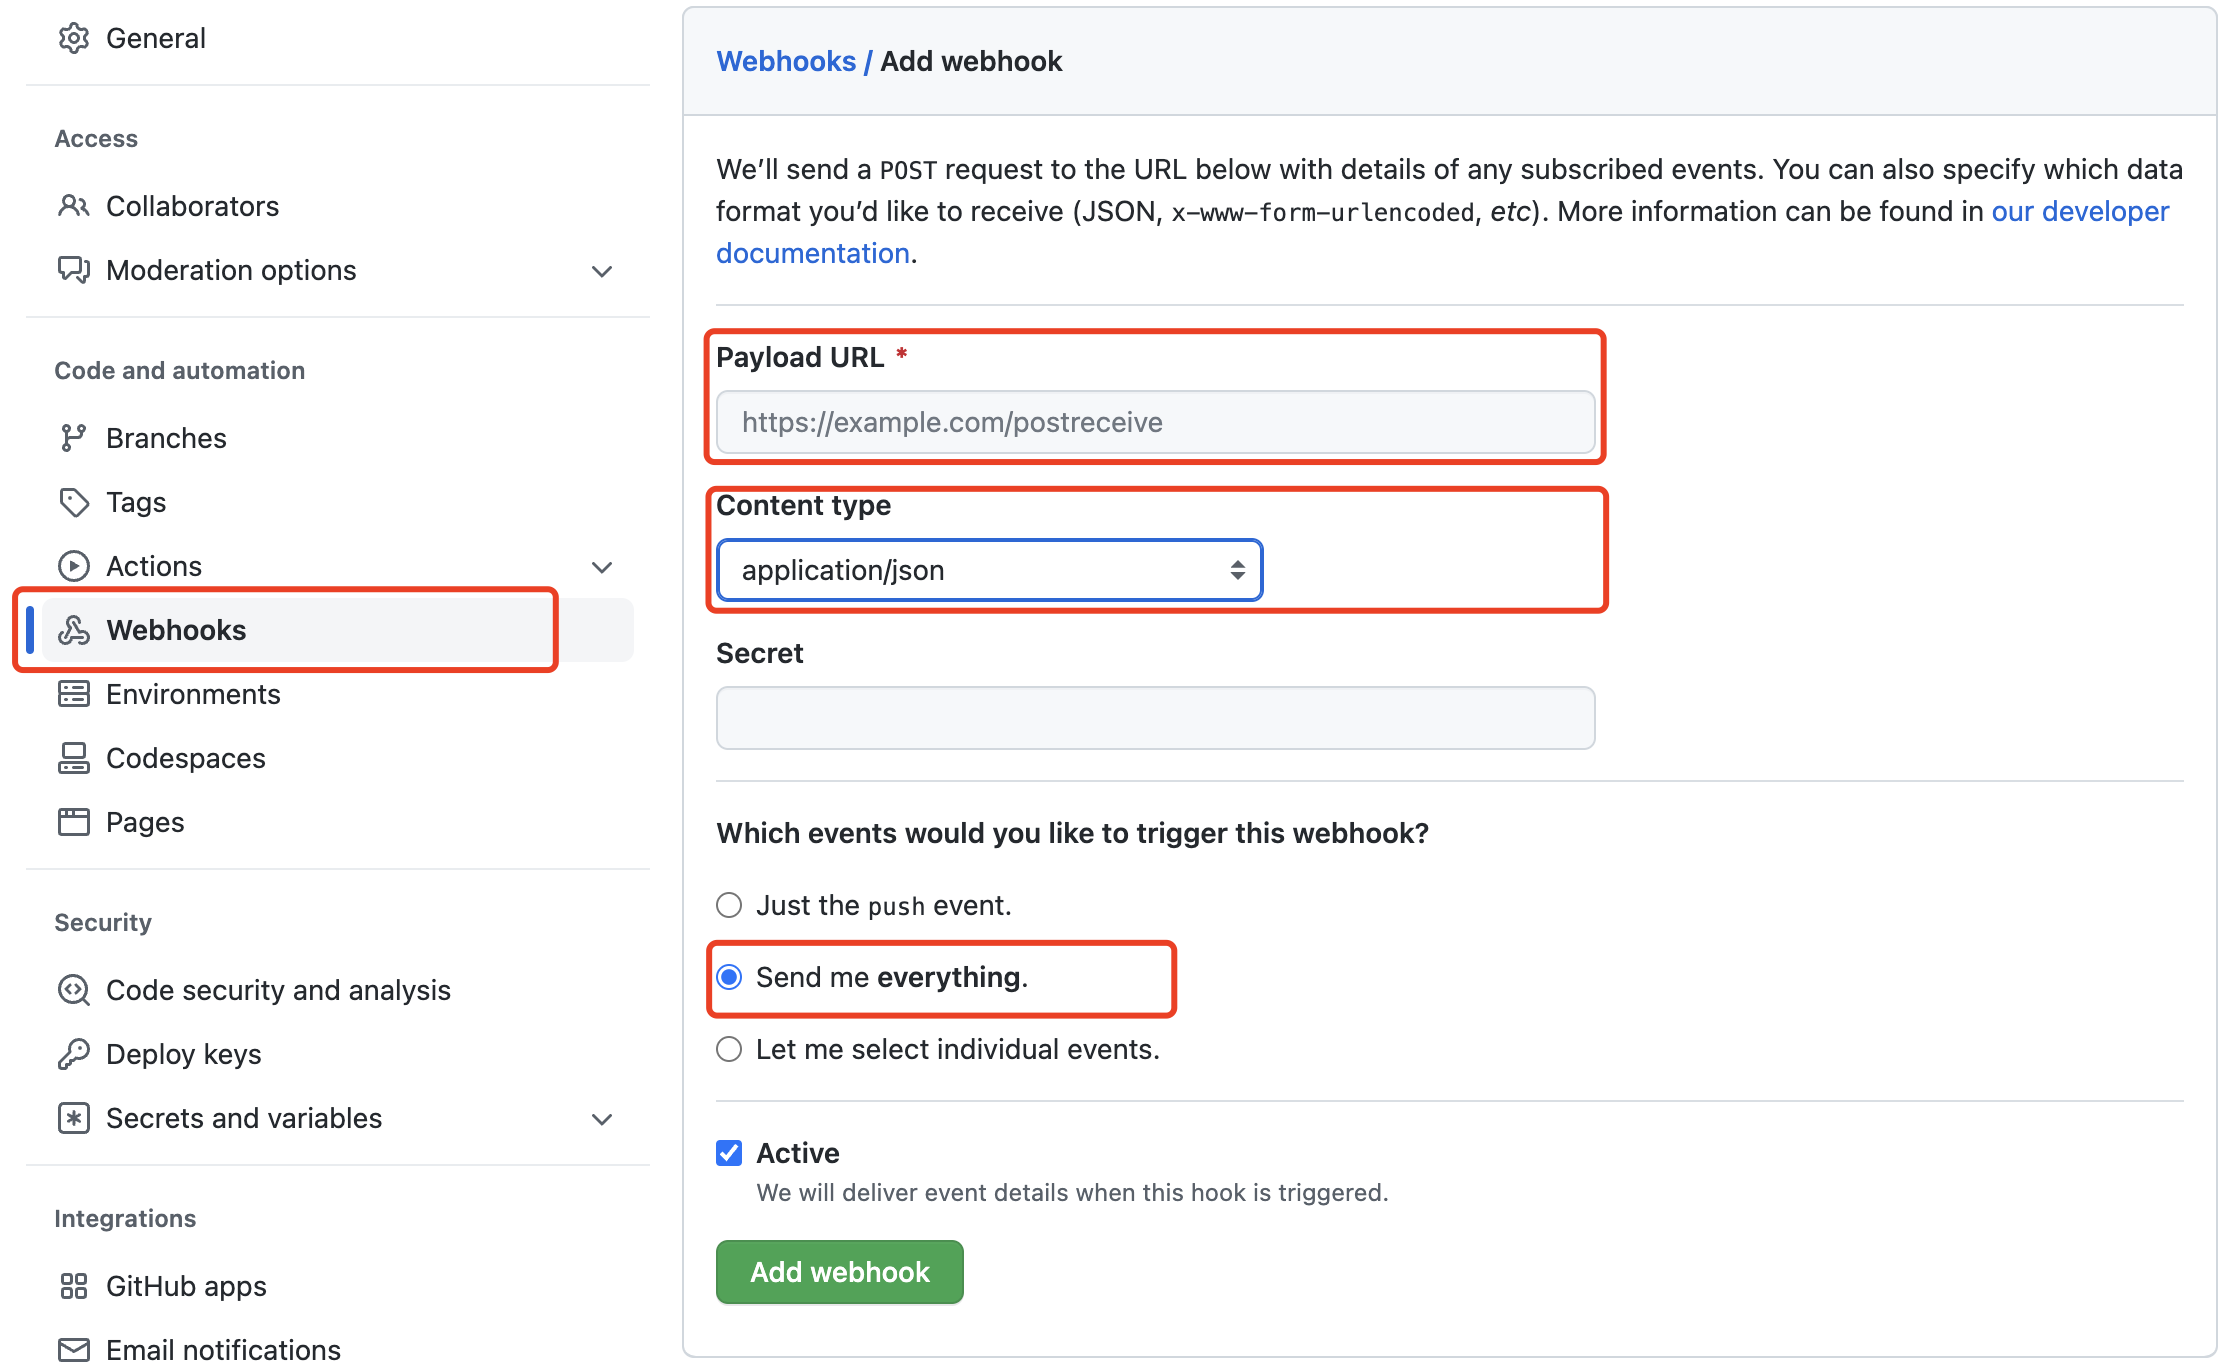 General
Access
Collaborators
Moderation options
Code and automation
Branches
Tags
Actions
Webhooks
Environments
Codespaces
Pages
Security
Code security and analysis
Deploy keys
Secrets and variables
Integrations
GitHub apps
Email notifications
Webhooks / Add webhook
We’ll send a POST request to the URL below with details of any subscribed events. You can also specify which data
format you’d like to receive (JSON, x-www-form-urlencoded, etc). More information can be found in our developer
documentation.
Payload URL *
https://example.com/postreceive
Content type
application/json
Secret
Which events would you like to trigger this webhook?
Just the push event.
Send me everything.
Let me select individual events.
Active
We will deliver event details when this hook is triggered.
Add webhook